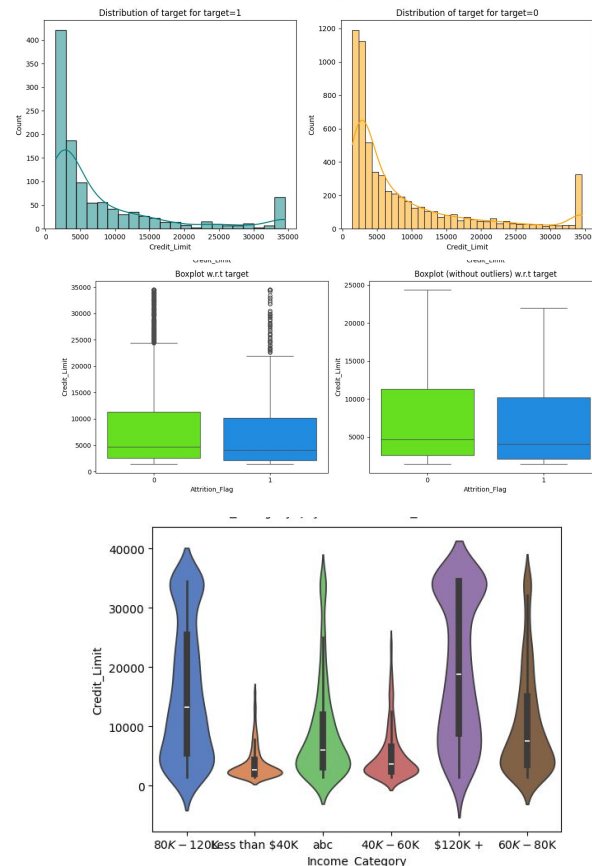 Distribution of target for target=1
Distribution of target for target=0
400
350
300
250
200
150
100
50
0
Count
0
5000
10000
15000
20000
25000
30000
35000
Credit_Limit
1200
1000
800
600
400
200
0
Count
0
5000
10000
15000
20000
25000
30000
3500
Credit_Limit
Credit_Limit
Credit_Limit
Boxplot w.r.t target
Boxplot (without outliers) w.r.t target
35000
30000
25000
20000
15000
10000
5000
0
Credit_Limit
0
1
Attrition_Flag
25000
20000
15000
10000
5000
Credit_Limit
0
1
Attrition_Flag
40000
30000
20000
10000
0
Credit_Limit
80K − 120K
Less than $40K
abc
40K − 60K
$120K +
60K − 80K
Income_Category